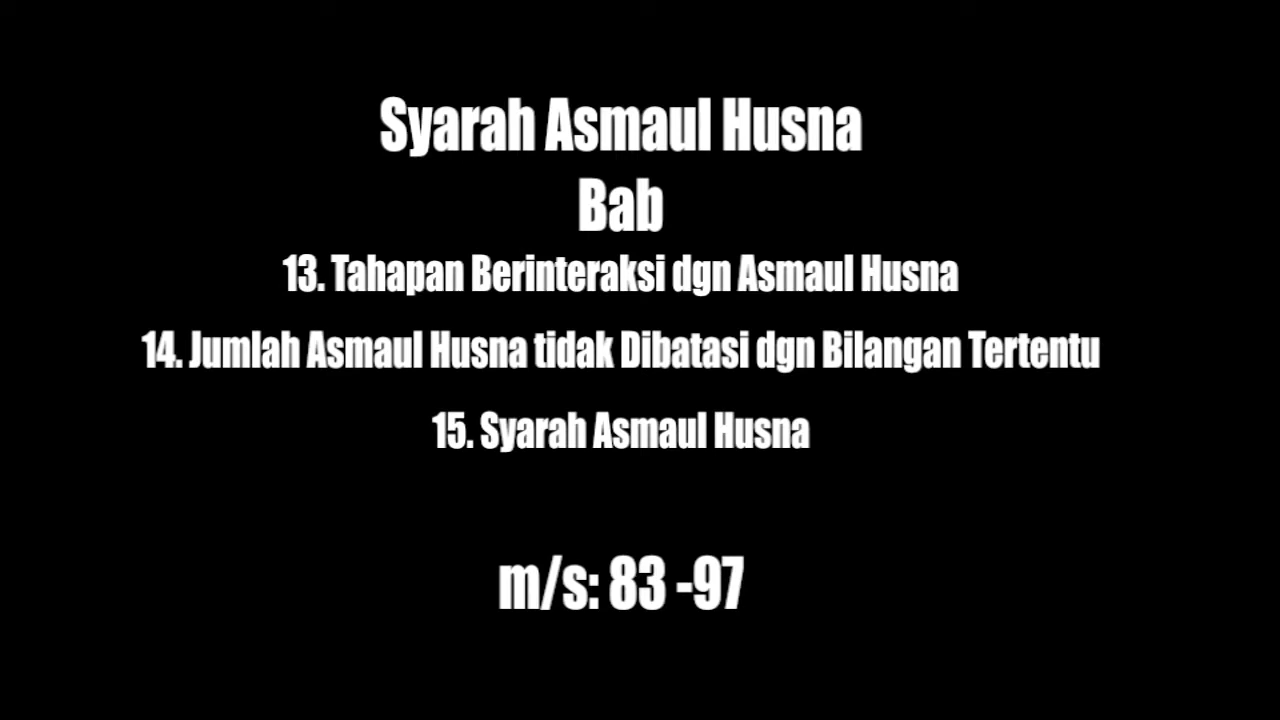 Syarah Asmaul Husna
Bab
13. Tahapan Berinteraksi dgn Asmaul Husna
14. Jumlah Asmaul Husna tidak Dibatasi dgn Bilangan Tertentu
15. Syarah Asmaul Husna
m/s: 83 -97